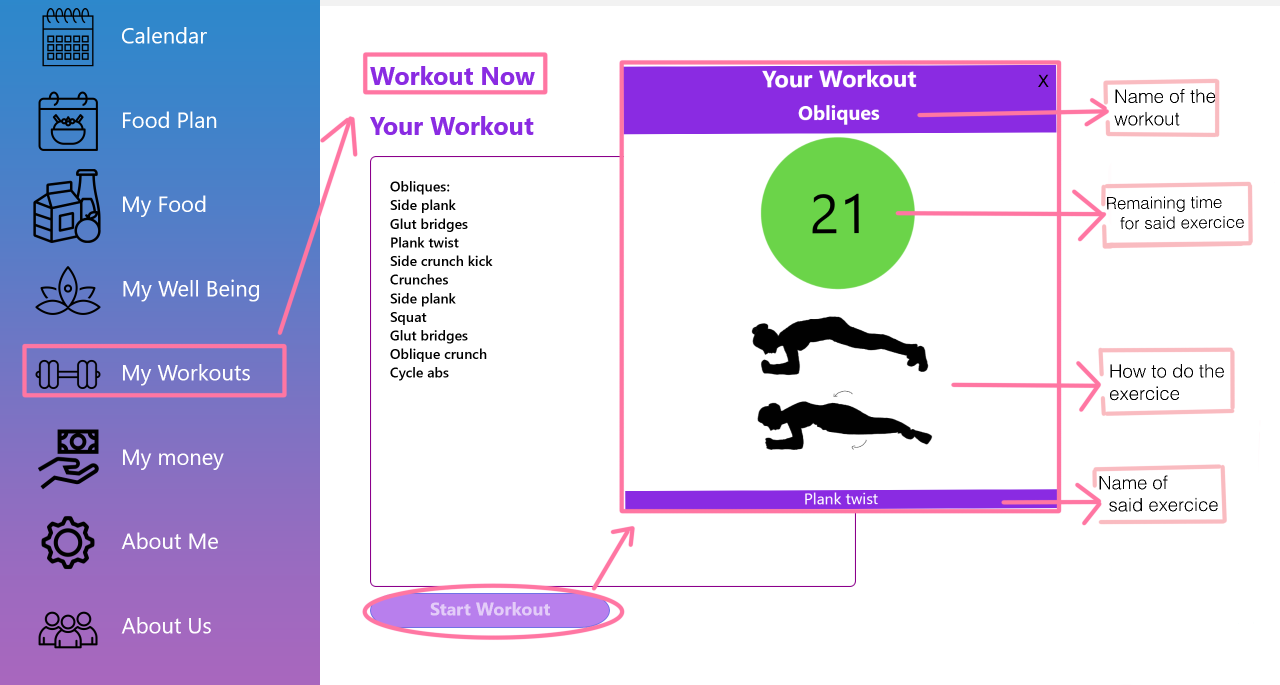 Calendar
Food Plan
My Food
My Well Being
My Workouts
My money
About Me
About Us
Workout Now
Your Workout
Obliques:
Side plank
Glut bridges
Plank twist
Side crunch kick
Crunches
Side plank
Squat
Glut bridges
Oblique crunch
Cycle abs
Start Workout
Your Workout
X
Obliques
21
Plank twist
Name of the
workout
Remaining time
for said exercice
How to do the
exercice
Name of
said exercice